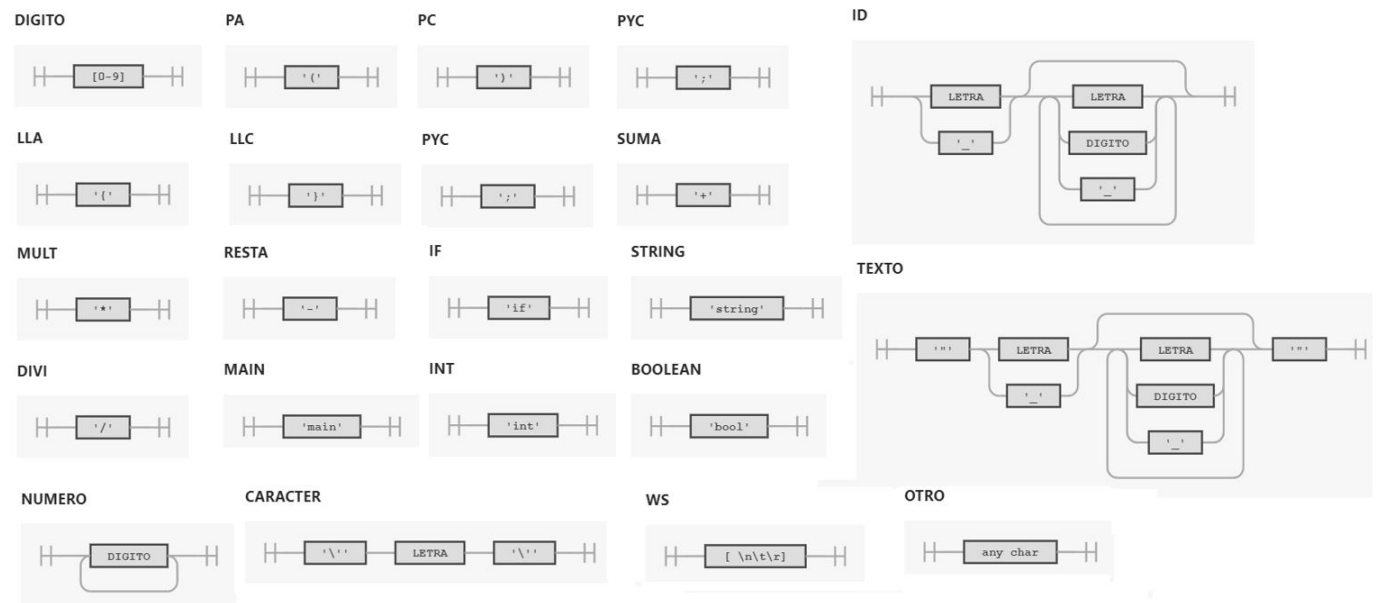 DIGITO
[0-9]
PA
'('
PC
')'
PYC
';'
ID
LETRA
'_'
LETRA
DIGITO
'_'
LLA
'{'
LLC
'}'
PYC
';'
SUMA
'+'
MULT
'*'
RESTA
'-'
IF
'if'
STRING
'string'
TEXTO
'"'
LETRA
'_'
LETRA
DIGITO
'_'
'"'
DIVI
'/'
MAIN
'main'
INT
'int'
BOOLEAN
'bool'
NUMERO
DIGITO
CARACTER
'\''
LETRA
'\''
WS
[ \n\t\r]
OTRO
any char